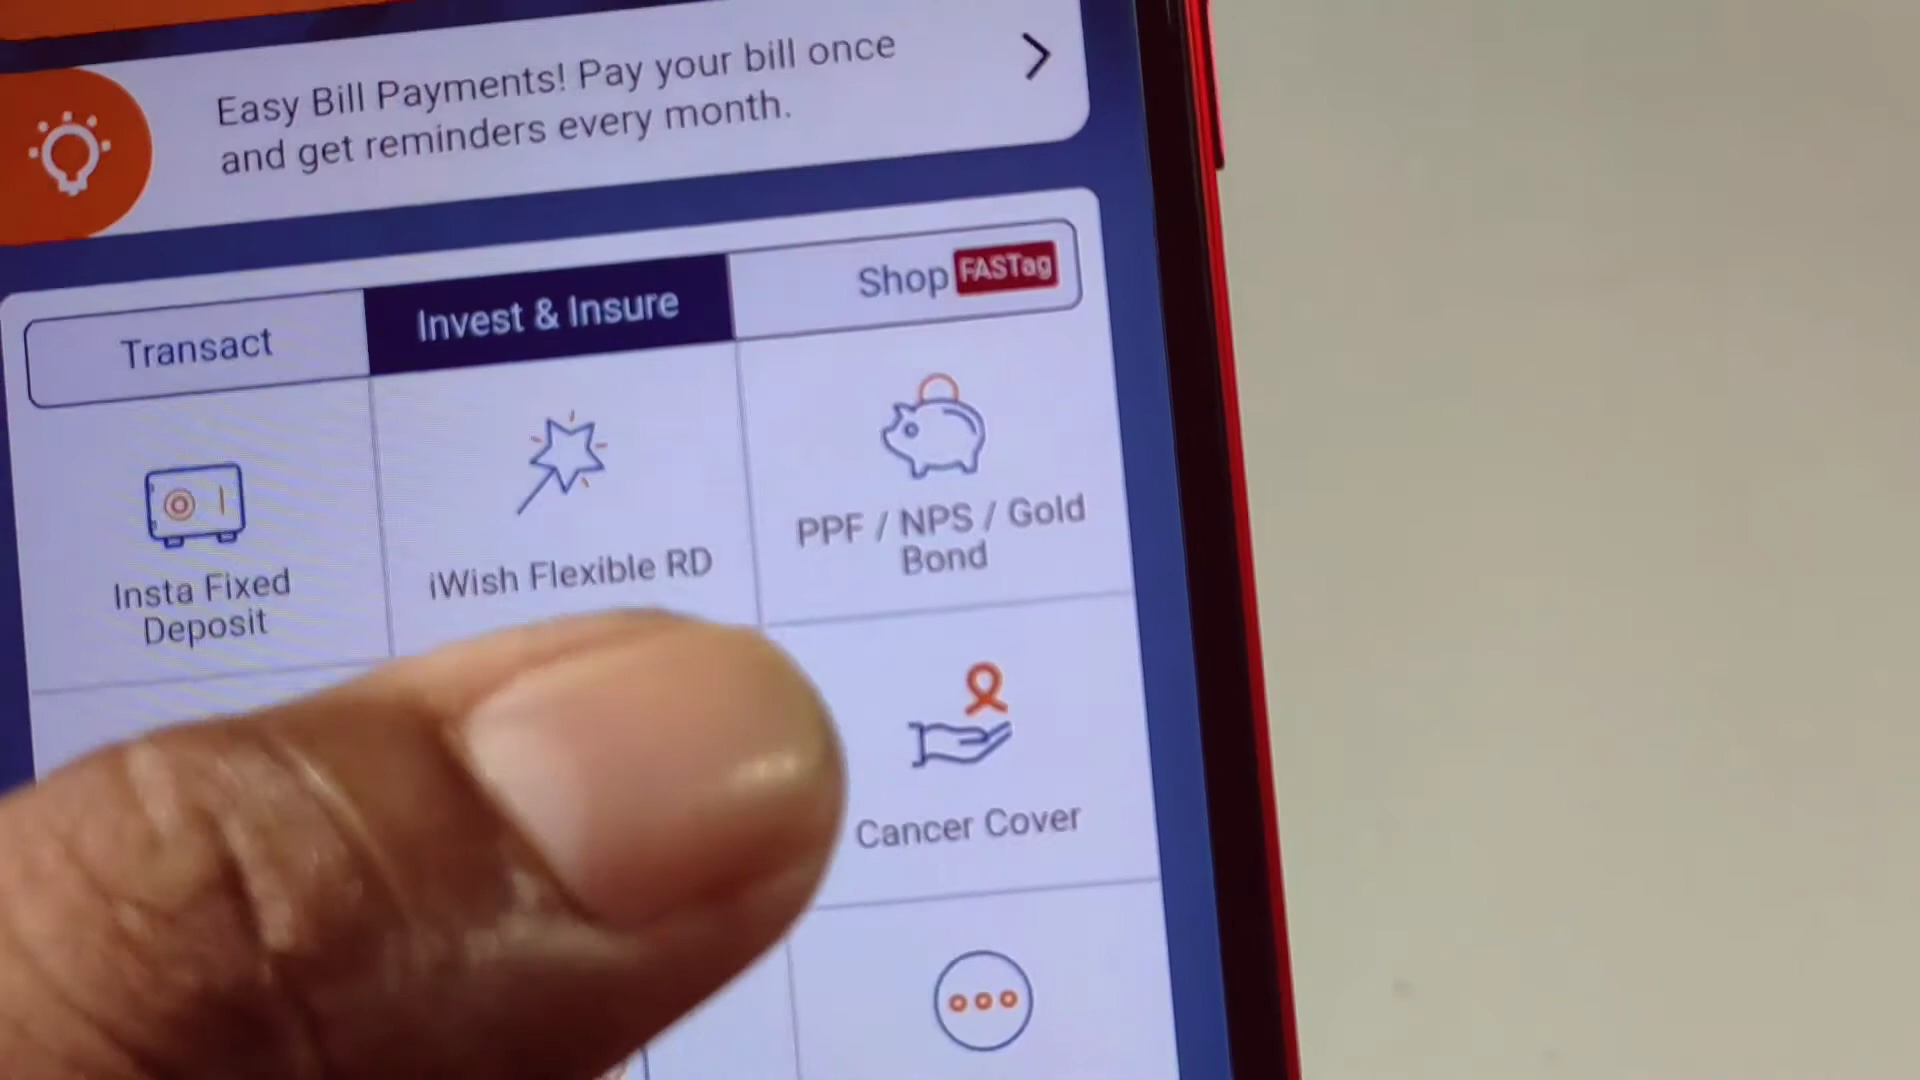 Easy Bill Payments! Pay your bill once
and get reminders every month.
Transact
Invest & Insure
Shop FASTag
Insta Fixed
Deposit
iWish Flexible RD
PPF / NPS / Gold
Bond
Cancer Cover